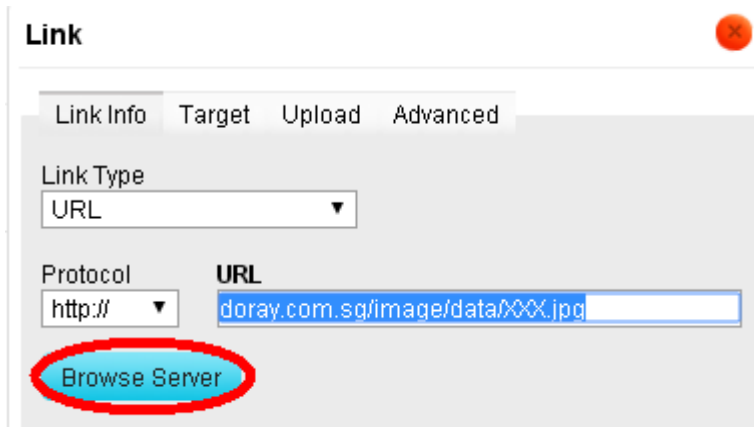 Link
Link Info Target Upload Advanced
Link Type
URL
Protocol URL
http:// doray.com.sg/image/data/XXX.jpg
Browse Server